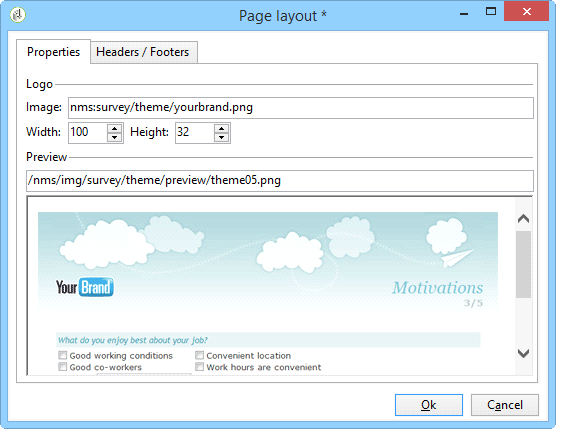 Page layout *
Properties Headers / Footers
Logo
Image: nms:survey/theme/yourbrand.png
Width: 100 Height: 32
Preview
/nms/img/survey/theme/preview/theme05.png
Your Brand
Motivations
3/5
What do you enjoy best about your job?
Good working conditions Convenient location
Good co-workers Work hours are convenient
Ok Cancel